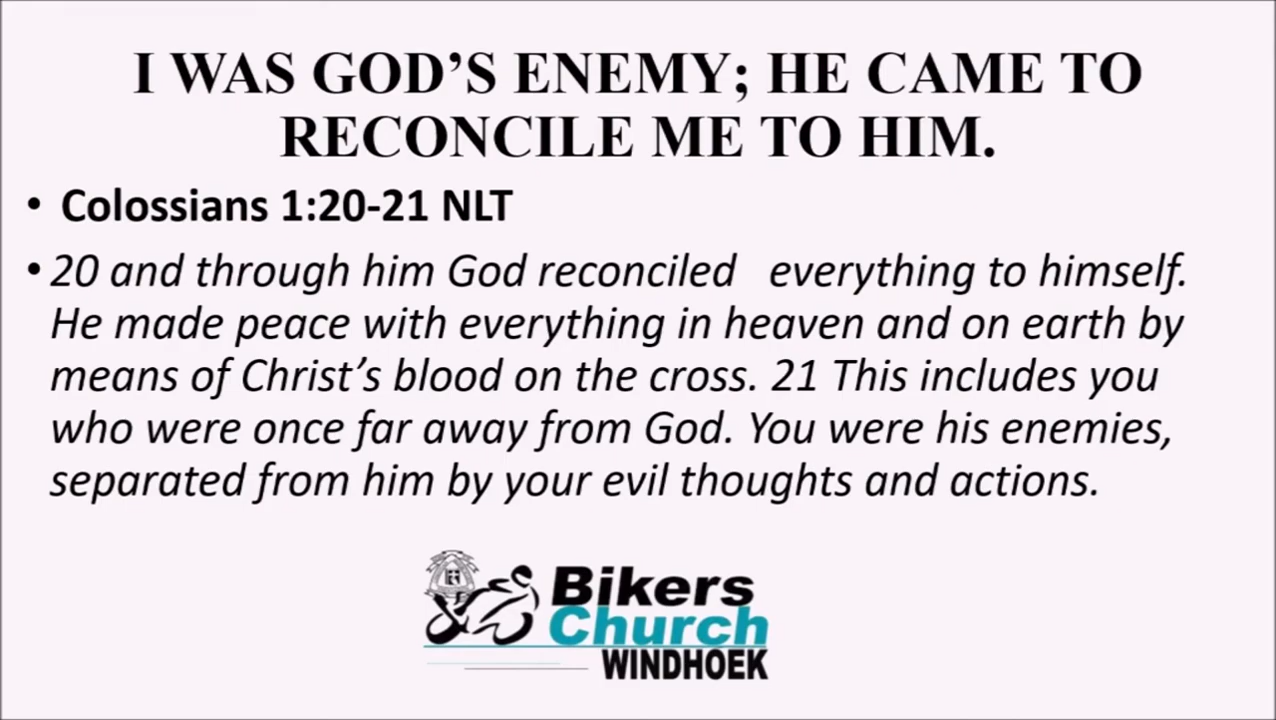 I WAS GOD’S ENEMY; HE CAME TO
RECONCILE ME TO HIM.
• Colossians 1:20-21 NLT
• 20 and through him God reconciled   everything to himself.
He made peace with everything in heaven and on earth by
means of Christ’s blood on the cross. 21 This includes you
who were once far away from God. You were his enemies,
separated from him by your evil thoughts and actions.
Bikers
Church
WINDHOEK